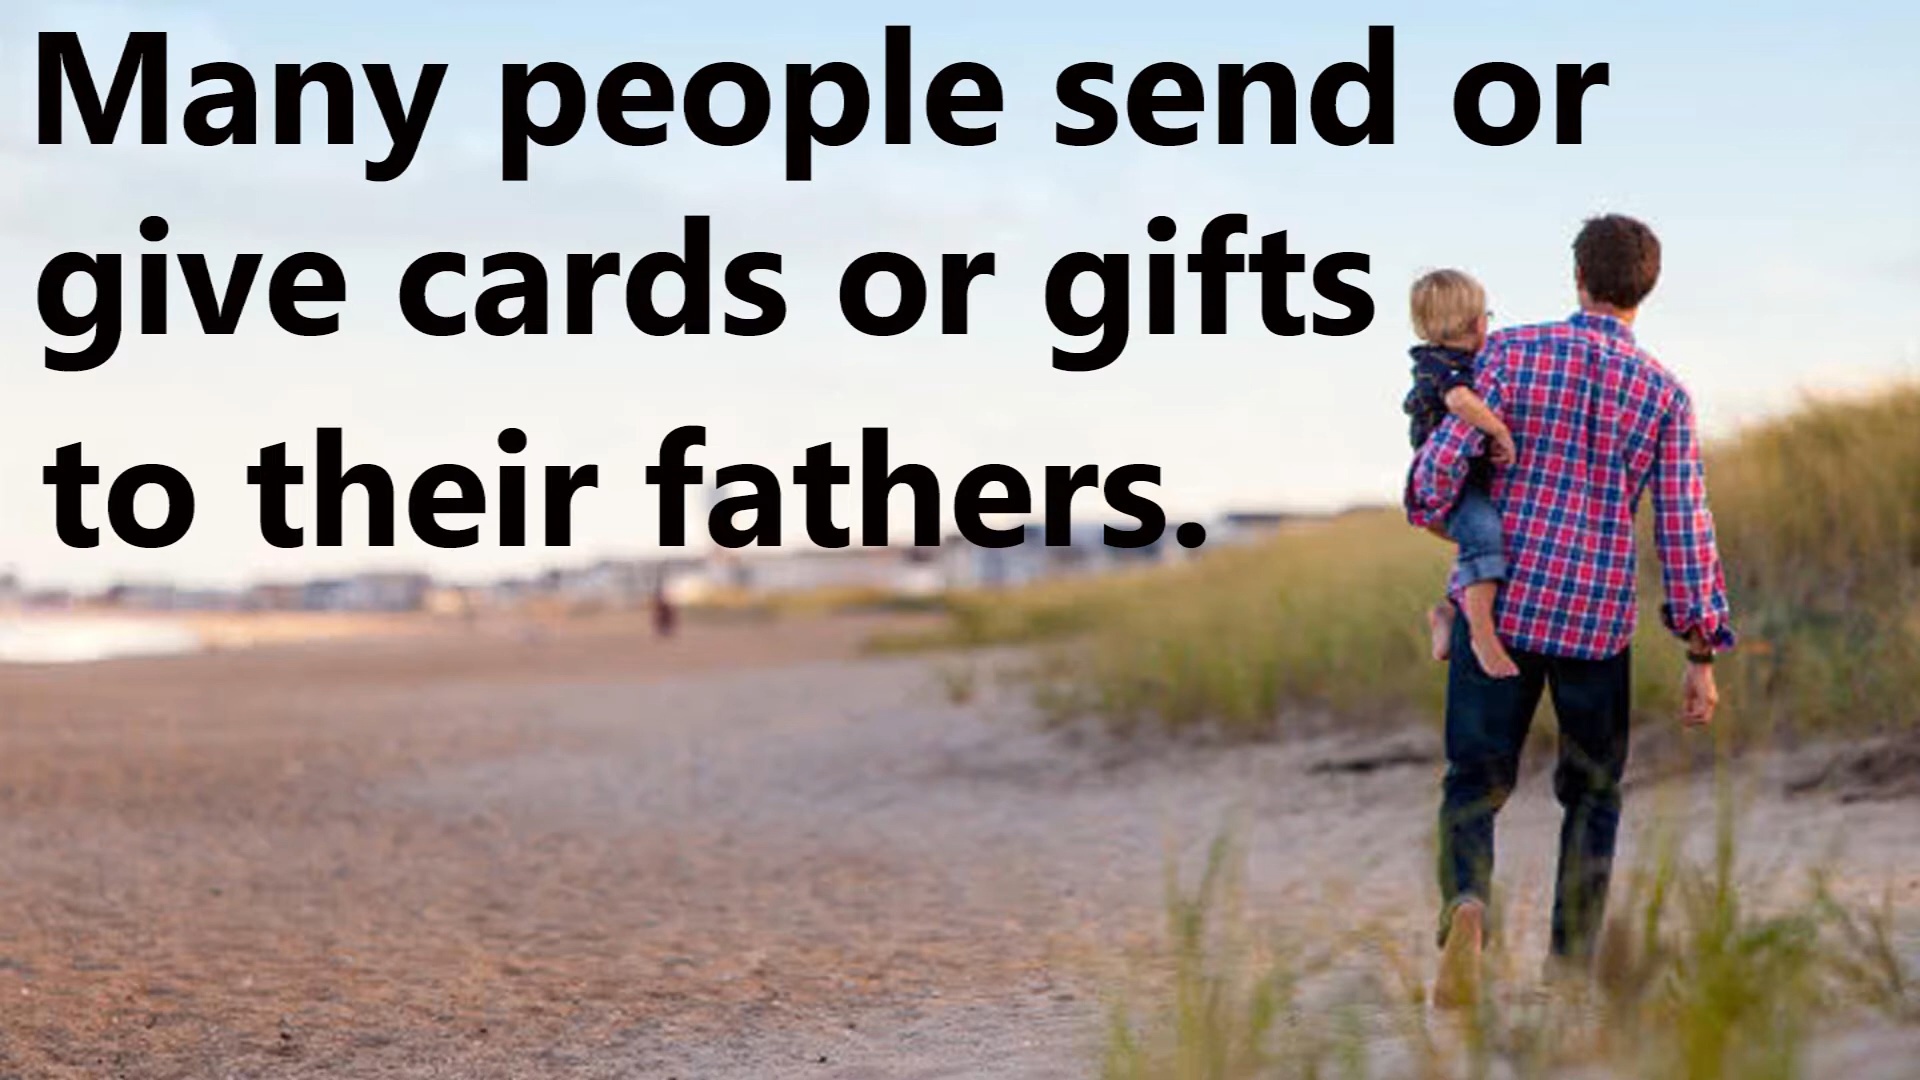 Many people send or
give cards or gifts
to their fathers.